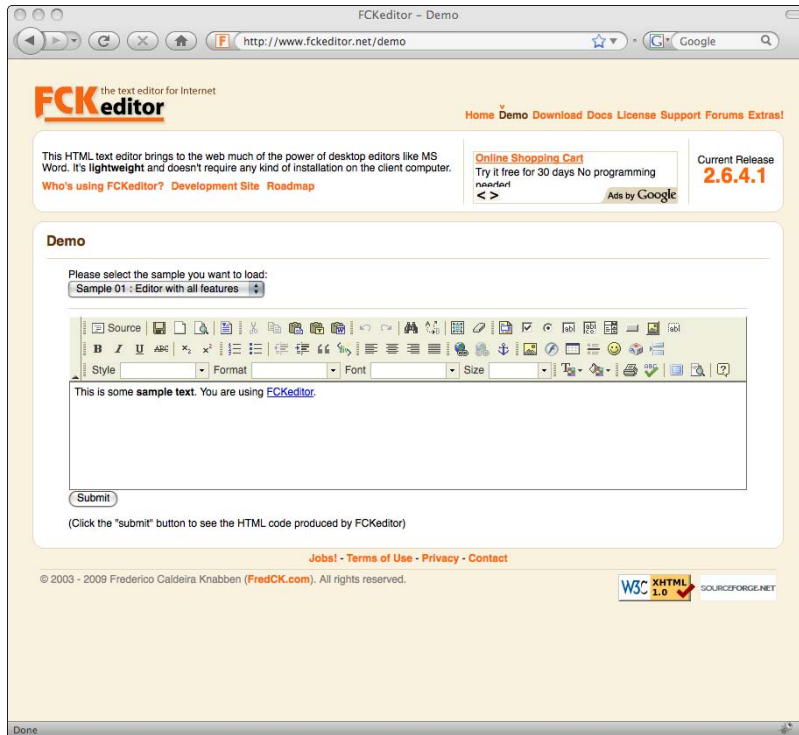 FCKeditor – Demo
http://www.fckeditor.net/demo
Google
the text editor for Internet
FCKeditor
Home Demo Download Docs License Support Forums Extras!
This HTML text editor brings to the web much of the power of desktop editors like MS
Word. It's lightweight and doesn't require any kind of installation on the client computer.
Who's using FCKeditor? Development Site Roadmap
Online Shopping Cart
Try it free for 30 days No programming
needed
< >
Ads by Google
Current Release
2.6.4.1
Demo
Please select the sample you want to load:
Sample 01 : Editor with all features
Source
B I U ABC x₂ x²
Style Format Font Size
This is some sample text. You are using FCKeditor.
Submit
(Click the "submit" button to see the HTML code produced by FCKeditor)
Jobs! - Terms of Use - Privacy - Contact
© 2003 - 2009 Frederico Caldeira Knabben (FredCK.com). All rights reserved.
W3C XHTML 1.0
SOURCEFORGE.NET
Done